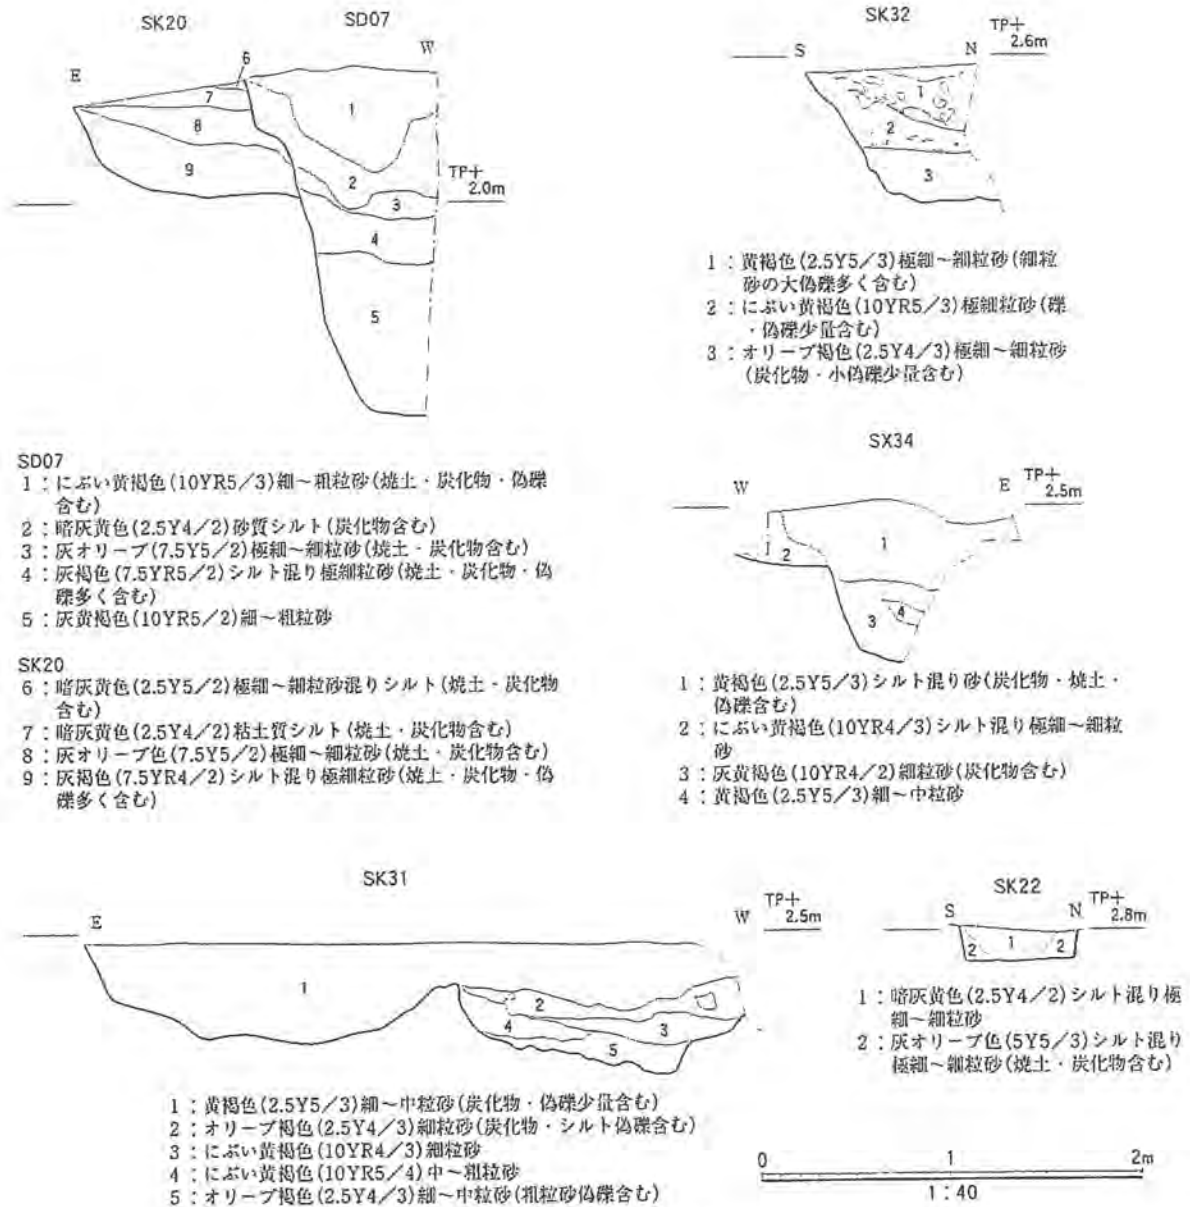 SK20 SD07
E
W
6
7
8
9
1
2
3
4
5
TP+
2.0m
SD07
1：にぶい黄褐色(10YR5／3)細～粗粒砂(焼土・炭化物・偽礫
含む)
2：暗灰黄色(2.5Y4／2)砂質シルト(炭化物含む)
3：灰オリーブ(7.5Y5／2)極細～細粒砂(焼土・炭化物含む)
4：灰褐色(7.5YR5／2)シルト混り極細粒砂(焼土・炭化物・偽
礫多く含む)
5：灰黄褐色(10YR5／2)細～粗粒砂
SK20
6：暗灰黄色(2.5Y5／2)極細～細粒砂混りシルト(焼土・炭化物
含む)
7：暗灰黄色(2.5Y4／2)粘土質シルト(焼土・炭化物含む)
8：灰オリーブ色(7.5Y5／2)極細～細粒砂(焼土・炭化物含む)
9：灰褐色(7.5YR4／2)シルト混り極細粒砂(焼土・炭化物・偽
礫多く含む)
SK32
S
N
TP+
2.6m
1
2
3
1：黄褐色(2.5Y5／3)極細～細粒砂(細粒
砂の大偽礫多く含む)
2：にぶい黄褐色(10YR5／3)極細粒砂(礫
・偽礫少量含む)
3：オリーブ褐色(2.5Y4／3)極細～細粒砂
(炭化物・小偽礫少量含む)
SX34
W
E
TP+
2.5m
1
2
3
4
1：黄褐色(2.5Y5／3)シルト混り砂(炭化物・焼土・
偽礫含む)
2：にぶい黄褐色(10YR4／3)シルト混り極細～細粒
砂
3：灰黄褐色(10YR4／2)細粒砂(炭化物含む)
4：黄褐色(2.5Y5／3)細～中粒砂
SK31
E
W
TP+
2.5m
1
2
3
4
5
1：黄褐色(2.5Y5／3)細～中粒砂(炭化物・偽礫少量含む)
2：オリーブ褐色(2.5Y4／3)細粒砂(炭化物・シルト偽礫含む)
3：にぶい黄褐色(10YR4／3)細粒砂
4：にぶい黄褐色(10YR5／4)中～粗粒砂
5：オリーブ褐色(2.5Y4／3)細～中粒砂(粗粒砂偽礫含む)
SK22
S
N
TP+
2.8m
2 1 2
1：暗灰黄色(2.5Y4／2)シルト混り極
細～細粒砂
2：灰オリーブ色(5Y5／3)シルト混り
極細～細粒砂(焼土・炭化物含む)
0 1 2m
1：40